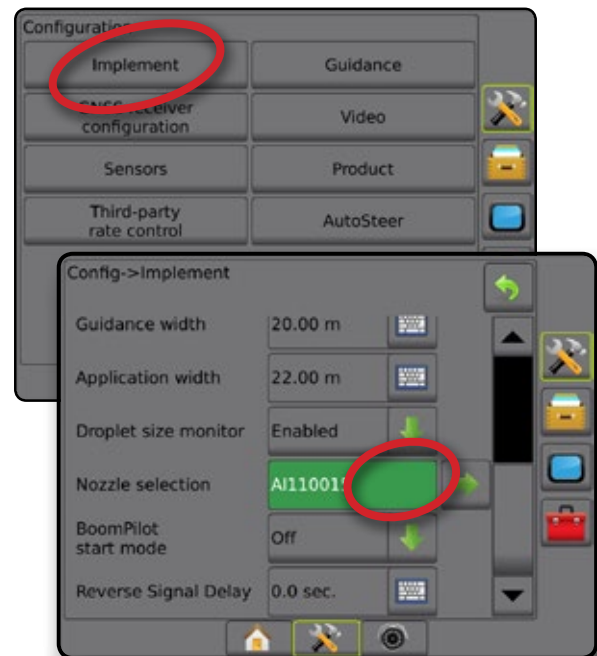 Configuration
Implement
Guidance
GNSS receiver
configuration
Video
Sensors
Product
Third-party
rate control
AutoSteer
Config->Implement
Guidance width
20.00 m
Application width
22.00 m
Droplet size monitor
Enabled
Nozzle selection
AI110015
BoomPilot
start mode
Off
Reverse Signal Delay
0.0 sec.